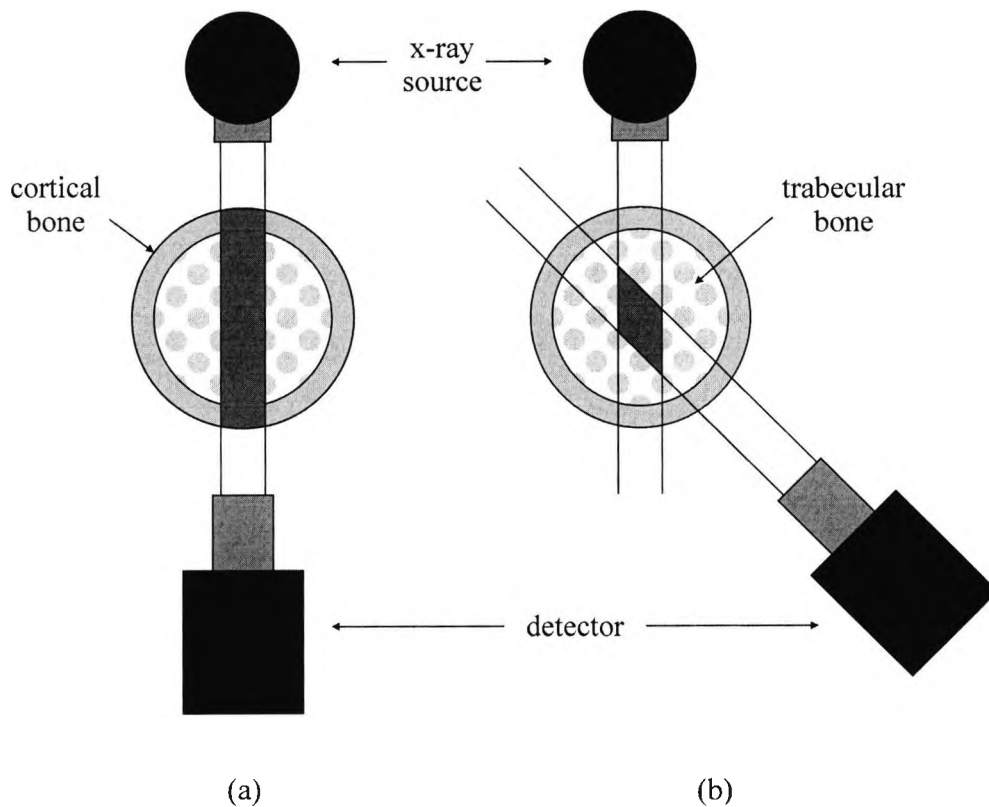 x-ray
source
cortical
bone
trabecular
bone
detector
(a)
(b)